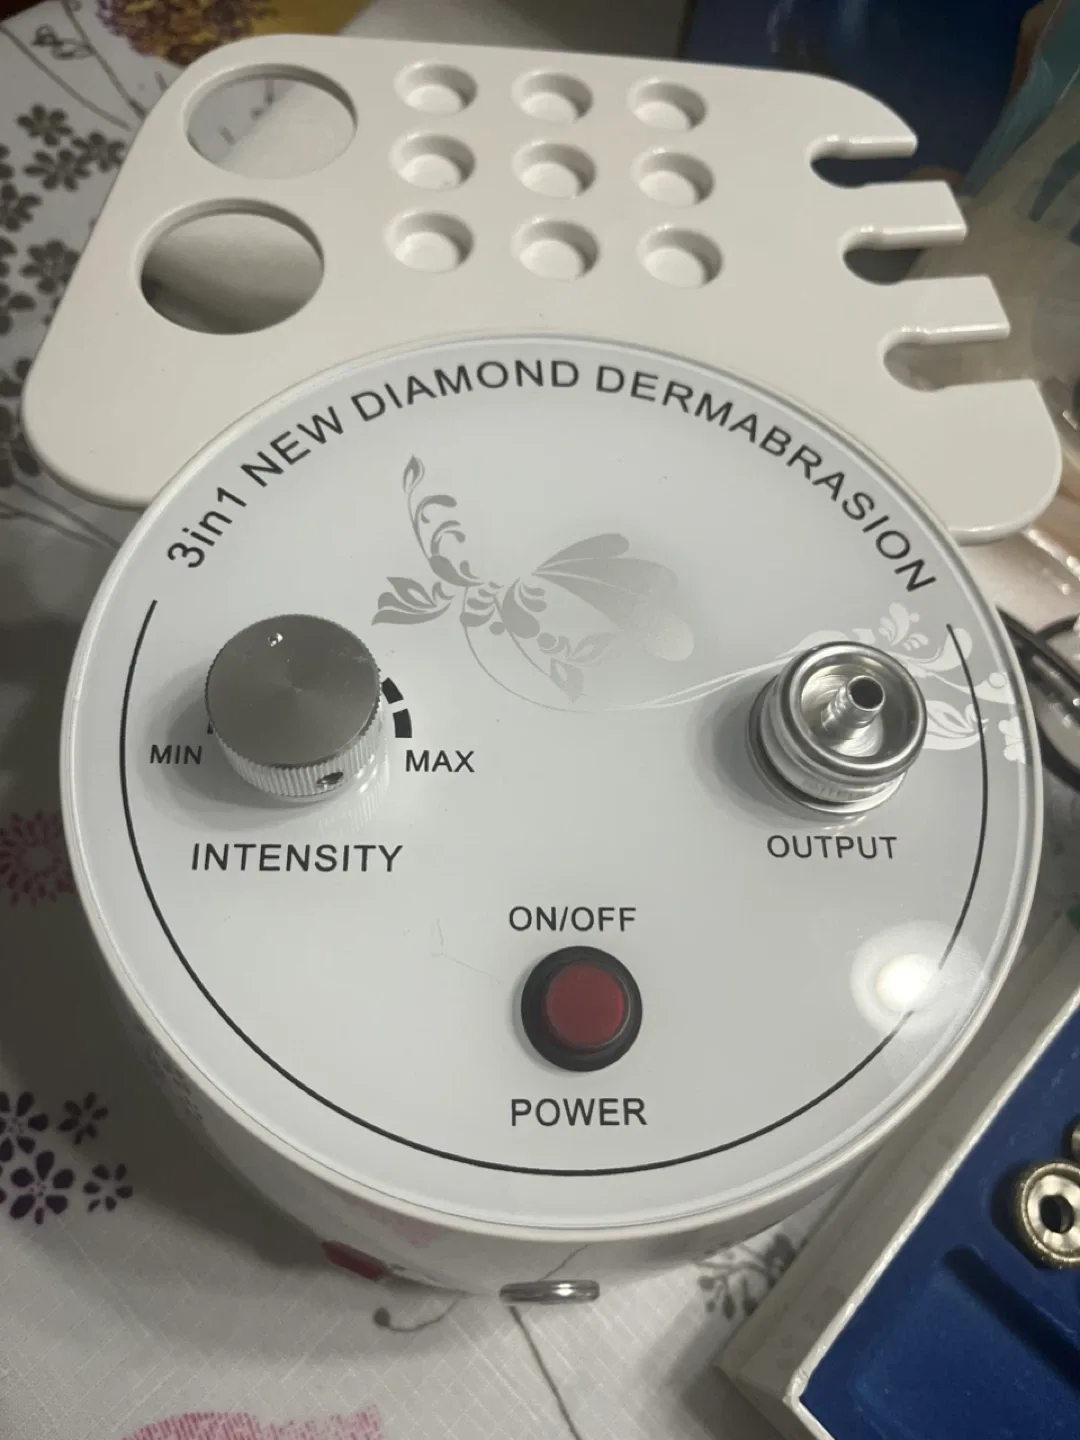 3in1 NEW DIAMOND DERMABRASION
MIN
MAX
INTENSITY
OUTPUT
ON/OFF
POWER